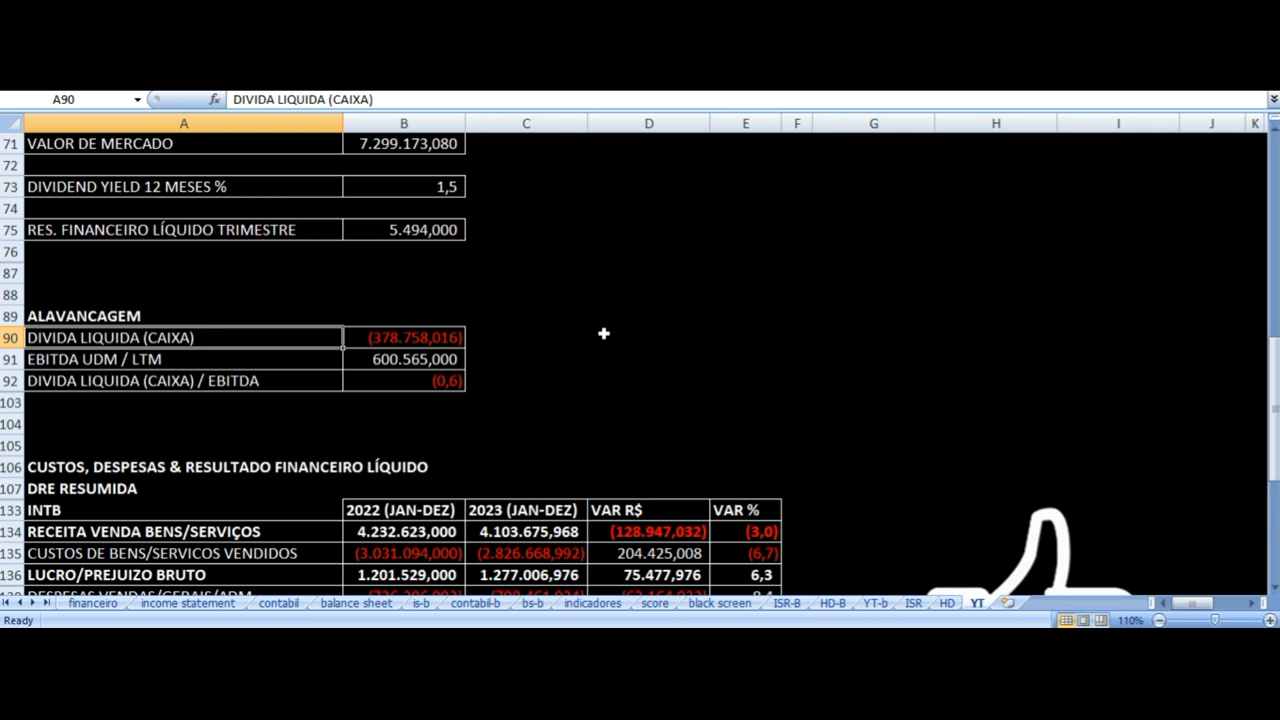 A90 fx DIVIDA LIQUIDA (CAIXA)
A B C D E F G H I J K
71 VALOR DE MERCADO 7.299.173,080
72
73 DIVIDEND YIELD 12 MESES % 1,5
74
75 RES. FINANCEIRO LÍQUIDO TRIMESTRE 5.494,000
76
87
88
89 ALAVANCAGEM
90 DIVIDA LIQUIDA (CAIXA) (378.758,016)
91 EBITDA UDM / LTM 600.565,000
92 DIVIDA LIQUIDA (CAIXA) / EBITDA (0,6)
103
104
105
106 CUSTOS, DESPESAS & RESULTADO FINANCEIRO LÍQUIDO
107 DRE RESUMIDA
133 INTB 2022 (JAN-DEZ) 2023 (JAN-DEZ) VAR R$ VAR %
134 RECEITA VENDA BENS/SERVIÇOS 4.232.623,000 4.103.675,968 (128.947,032) (3,0)
135 CUSTOS DE BENS/SERVICOS VENDIDOS (3.031.094,000) (2.826.668,992) 204.425,008 (6,7)
136 LUCRO/PREJUIZO BRUTO 1.201.529,000 1.277.006,976 75.477,976 6,3
financeiro income statement contabil balance sheet is-b contabil-b bs-b indicadores score black screen ISR-B HD-B YT-b ISR HD YT
Ready 110%